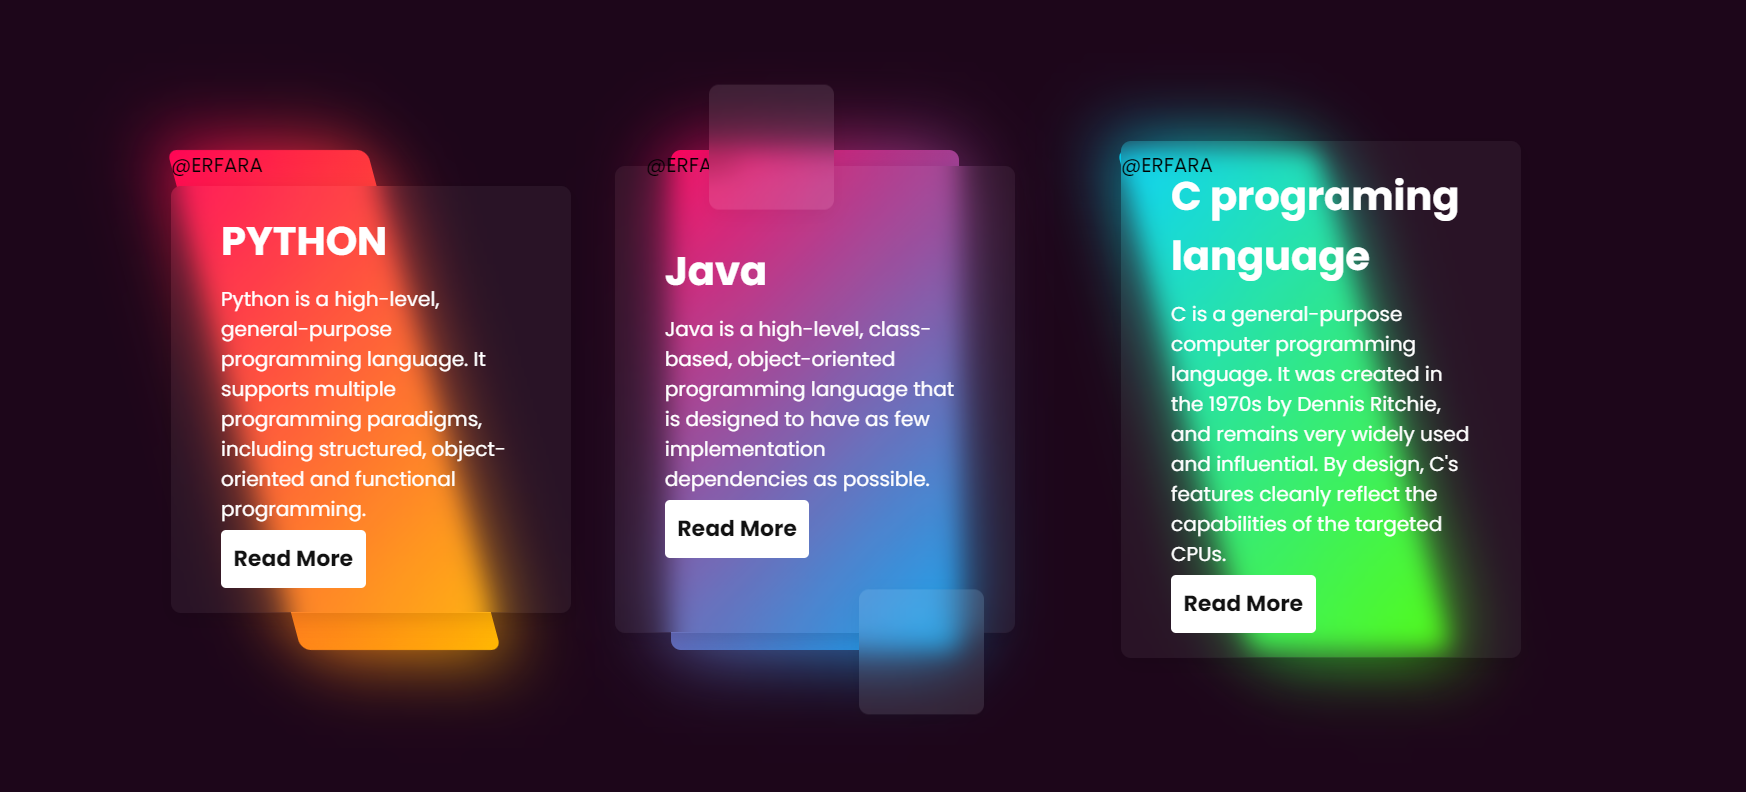 @ERFARA
PYTHON
Python is a high-level,
general-purpose
programming language. It
supports multiple
programming paradigms,
including structured, object-
oriented and functional
programming.
Read More
@ERFA
Java
Java is a high-level, class-
based, object-oriented
programming language that
is designed to have as few
implementation
dependencies as possible.
Read More
@ERFARA
C programing
language
C is a general-purpose
computer programming
language. It was created in
the 1970s by Dennis Ritchie,
and remains very widely used
and influential. By design, C's
features cleanly reflect the
capabilities of the targeted
CPUs.
Read More